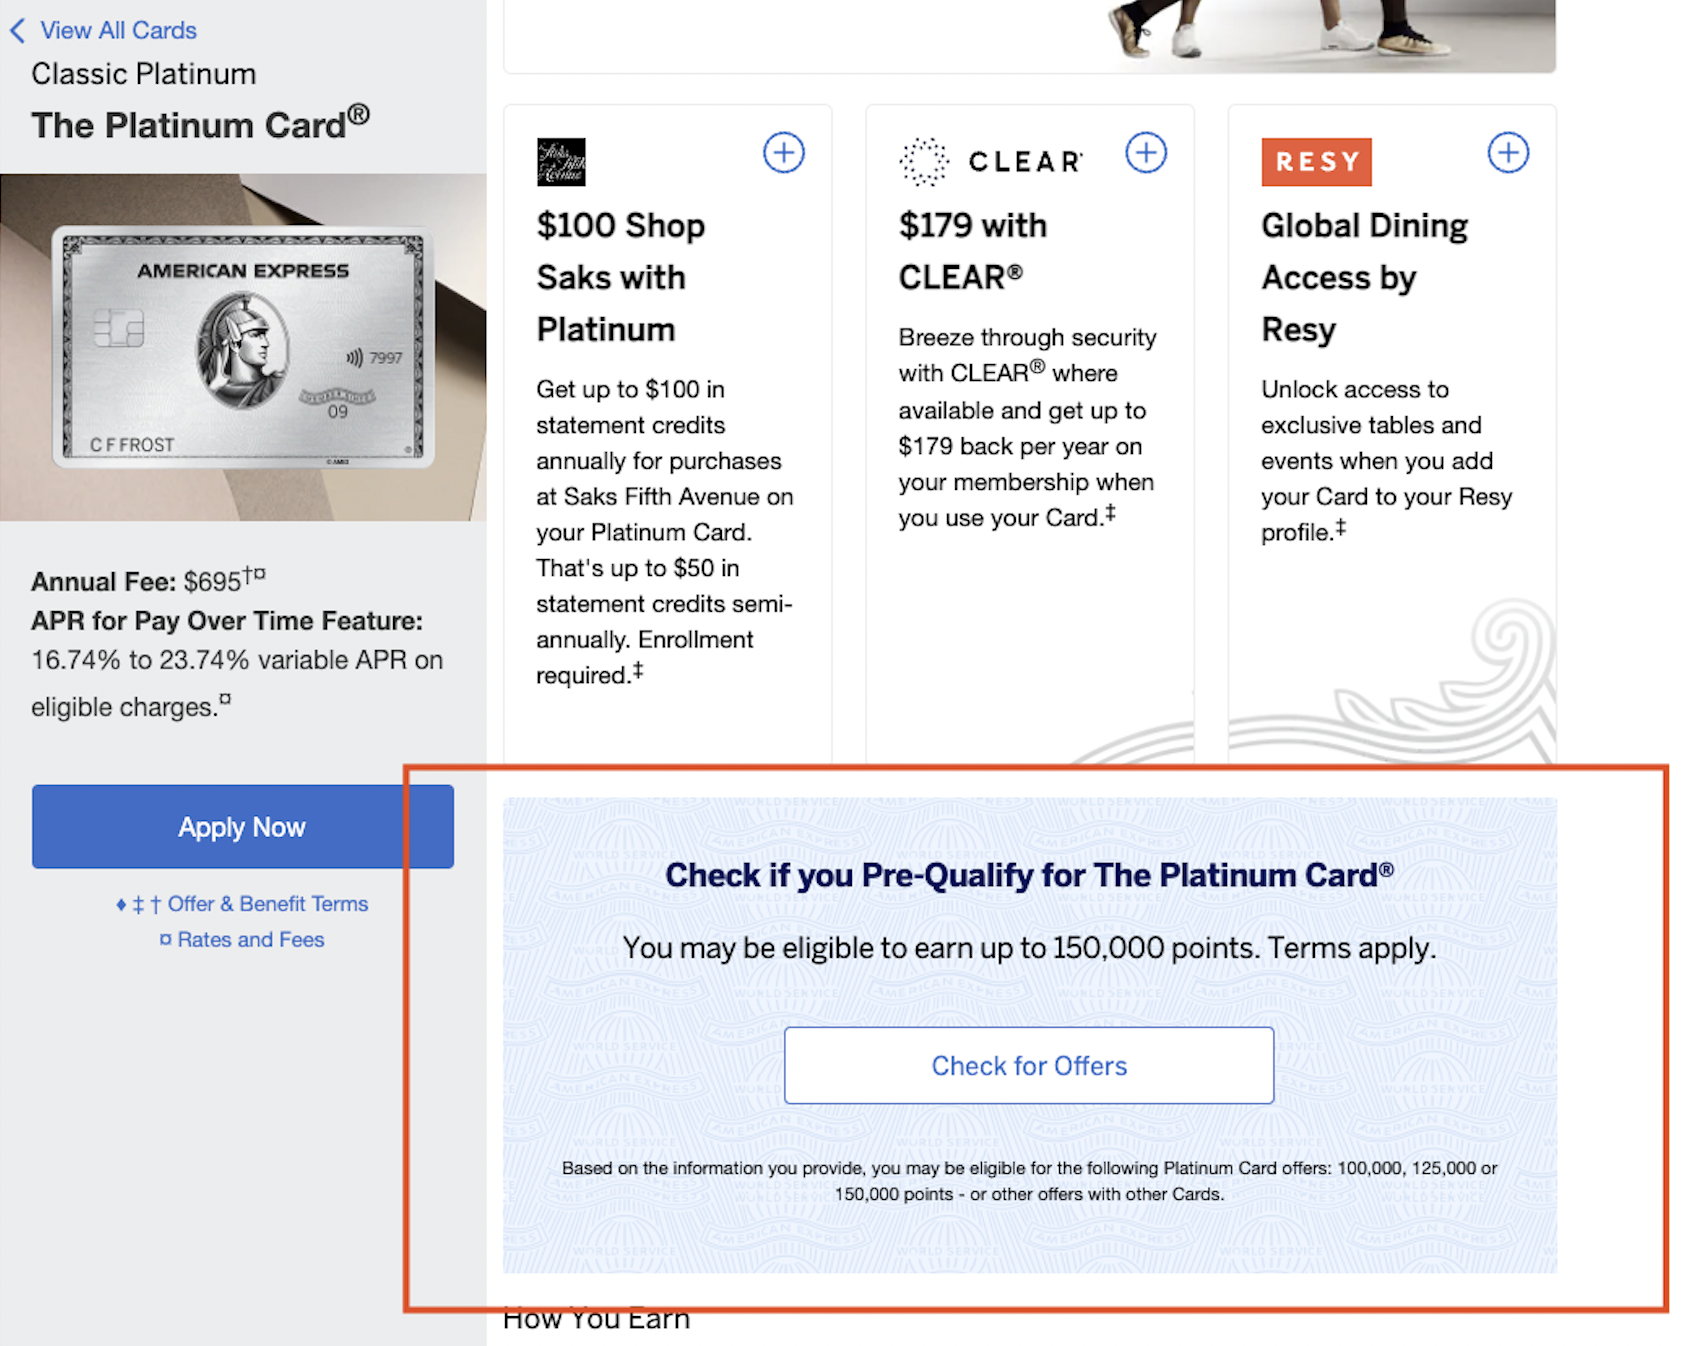 View All Cards
Classic Platinum
The Platinum Card®
AMERICAN EXPRESS
7997
09
C F FROST
© AMEX
Annual Fee: $695†¤
APR for Pay Over Time Feature:
16.74% to 23.74% variable APR on
eligible charges.¤
Apply Now
♦ ‡ † Offer & Benefit Terms
¤ Rates and Fees
Saks
Fifth
Avenue
$100 Shop
Saks with
Platinum
Get up to $100 in
statement credits
annually for purchases
at Saks Fifth Avenue on
your Platinum Card.
That's up to $50 in
statement credits semi-
annually. Enrollment
required.‡
CLEAR
$179 with
CLEAR®
Breeze through security
with CLEAR® where
available and get up to
$179 back per year on
your membership when
you use your Card.‡
RESY
Global Dining
Access by
Resy
Unlock access to
exclusive tables and
events when you add
your Card to your Resy
profile.‡
Check if you Pre-Qualify for The Platinum Card®
You may be eligible to earn up to 150,000 points. Terms apply.
Check for Offers
Based on the information you provide, you may be eligible for the following Platinum Card offers: 100,000, 125,000 or
150,000 points - or other offers with other Cards.
How You Earn